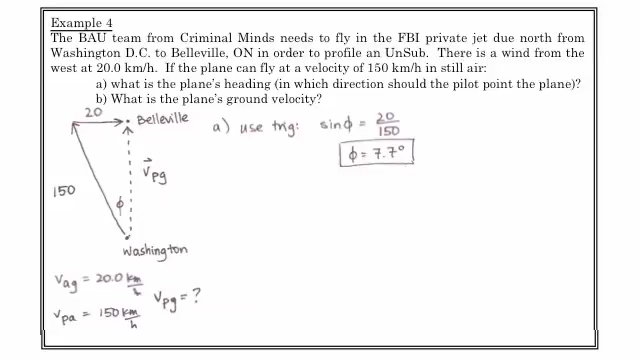 Example 4
The BAU team from Criminal Minds needs to fly in the FBI private jet due north from
Washington D.C. to Belleville, ON in order to profile an UnSub. There is a wind from the
west at 20.0 km/h. If the plane can fly at a velocity of 150 km/h in still air:
a) what is the plane's heading (in which direction should the pilot point the plane)?
b) What is the plane's ground velocity?
20
Belleville
a) use trig: sinϕ = 20/150
ϕ = 7.7°
V⃗pg
150
ϕ
Washington
Vag = 20.0 km/h
Vpg = ?
Vpa = 150 km/h